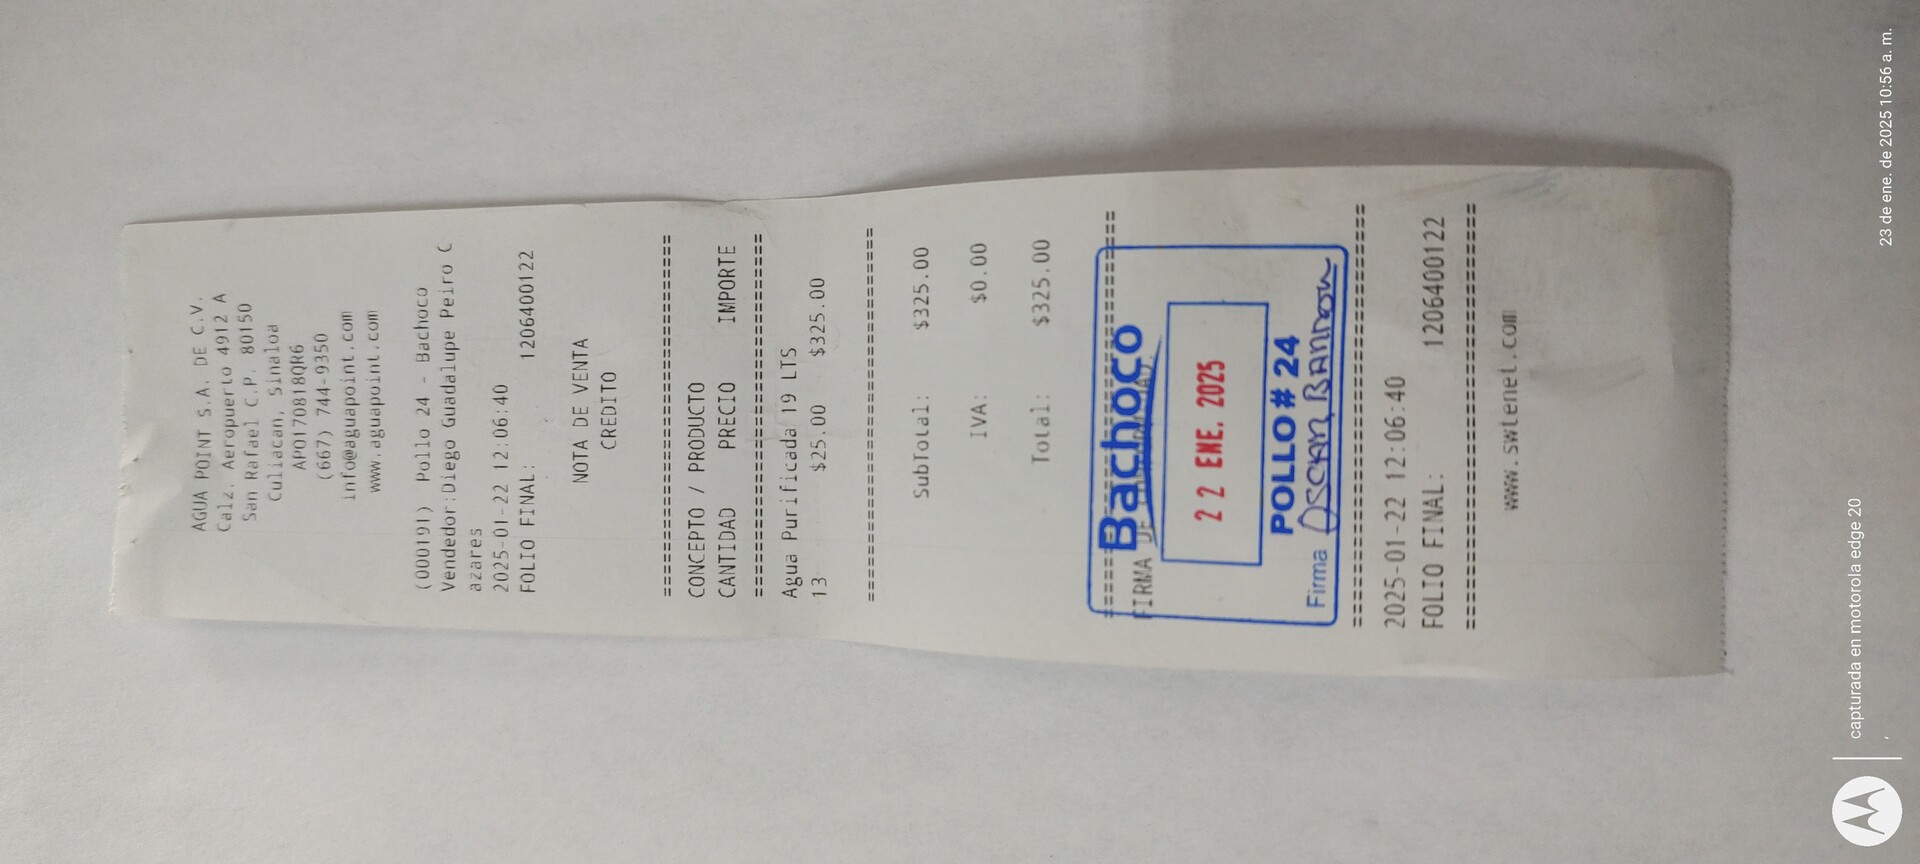 AGUA POINT S.A. DE C.V.
Calz. Aeropuerto 4912 A
San Rafael C.P. 80150
Culiacan, Sinaloa
APO170818QR6
(667) 744-9350
info@aguapoint.com
www.aguapoint.com
(000191) Pollo 24 - Bachoco
Vendedor:Diego Guadalupe Peiro C
azares
2025-01-22 12:06:40
FOLIO FINAL: 1206400122
NOTA DE VENTA
CREDITO
================================
CONCEPTO / PRODUCTO
CANTIDAD PRECIO IMPORTE
================================
Agua Purificada 19 LTS
13 $25.00 $325.00
================================
SubTotal: $325.00
IVA: $0.00
Total: $325.00
================================
FIRMA DE
Bachoco
22 ENE. 2025
POLLO # 24
Firma
================================
2025-01-22 12:06:40
FOLIO FINAL: 1206400122
================================
www.swtenet.com
capturada en motorola edge 20
23 de ene. de 2025 10:56 a. m.